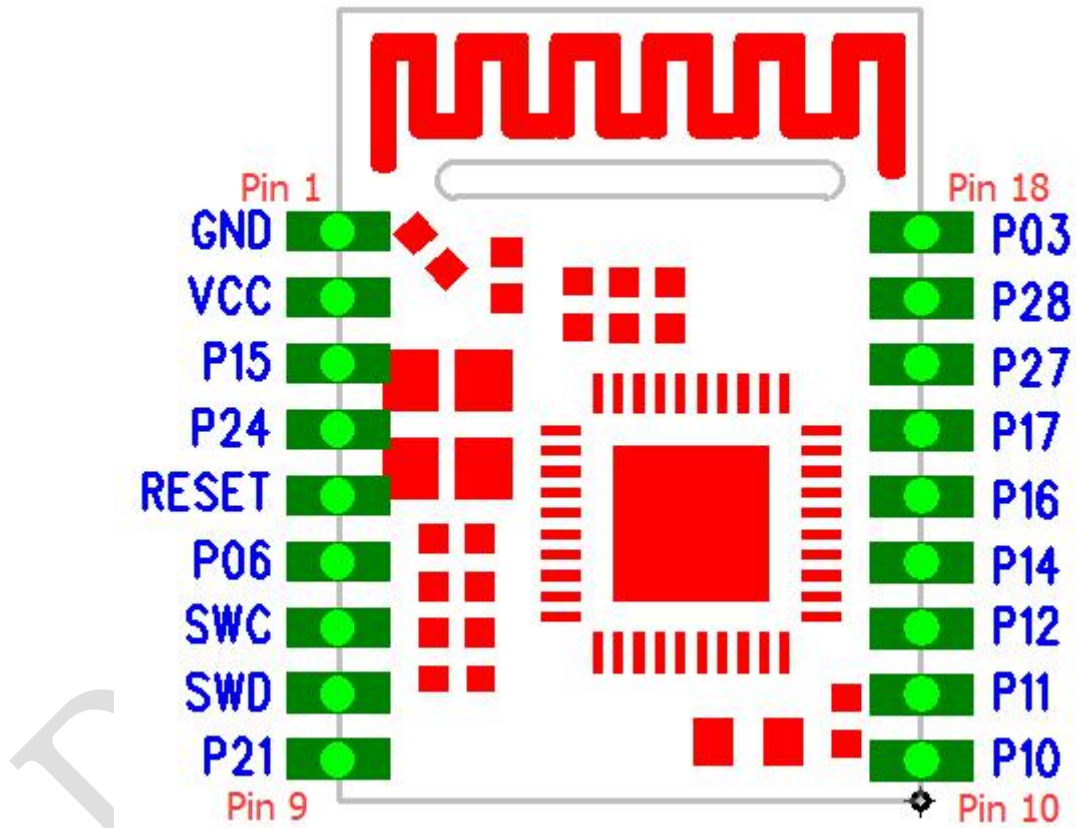 Pin 1 Pin 18
GND P03
VCC P28
P15 P27
P24 P17
RESET P16
P06 P14
SWC P12
SWD P11
P21 P10
Pin 9 Pin 10